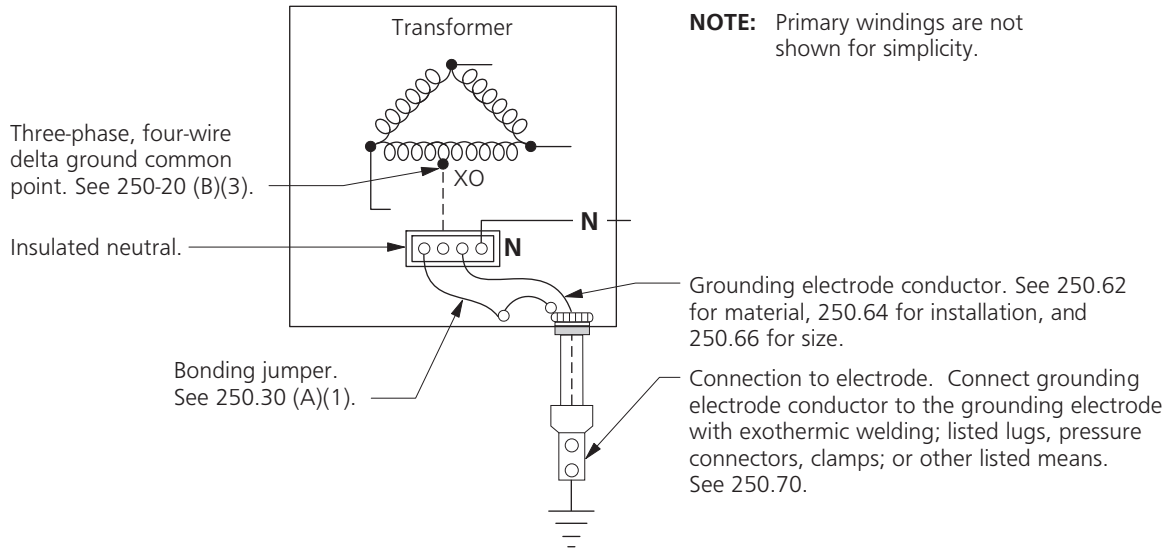 Transformer
NOTE: Primary windings are not
shown for simplicity.
Three-phase, four-wire
delta ground common
point. See 250-20 (B)(3).
XO
N
Insulated neutral.
N
Grounding electrode conductor. See 250.62
for material, 250.64 for installation, and
250.66 for size.
Bonding jumper.
See 250.30 (A)(1).
Connection to electrode. Connect grounding
electrode conductor to the grounding electrode
with exothermic welding; listed lugs, pressure
connectors, clamps; or other listed means.
See 250.70.